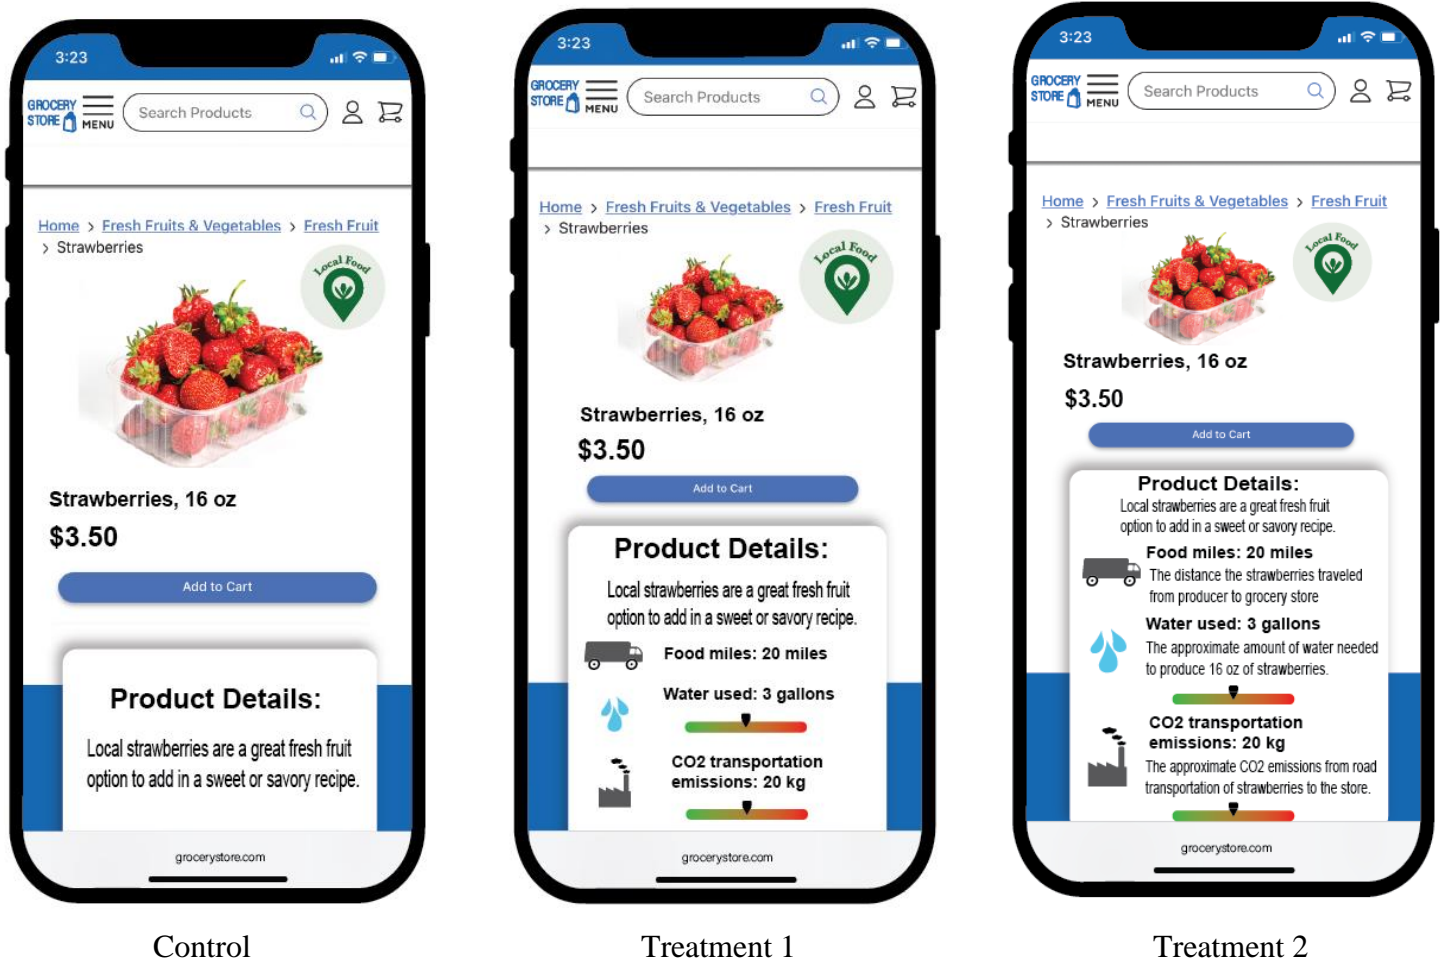 3:23
GROCERY
STORE
MENU
Search Products
Home > Fresh Fruits & Vegetables > Fresh Fruit
> Strawberries
Local Food
Strawberries, 16 oz
$3.50
Add to Cart
Product Details:
Local strawberries are a great fresh fruit
option to add in a sweet or savory recipe.
grocerystore.com
Control
3:23
GROCERY
STORE
MENU
Search Products
Home > Fresh Fruits & Vegetables > Fresh Fruit
> Strawberries
Local Food
Strawberries, 16 oz
$3.50
Add to Cart
Product Details:
Local strawberries are a great fresh fruit
option to add in a sweet or savory recipe.
Food miles: 20 miles
Water used: 3 gallons
CO2 transportation
emissions: 20 kg
grocerystore.com
Treatment 1
3:23
GROCERY
STORE
MENU
Search Products
Home > Fresh Fruits & Vegetables > Fresh Fruit
> Strawberries
Local Food
Strawberries, 16 oz
$3.50
Add to Cart
Product Details:
Local strawberries are a great fresh fruit
option to add in a sweet or savory recipe.
Food miles: 20 miles
The distance the strawberries traveled
from producer to grocery store
Water used: 3 gallons
The approximate amount of water needed
to produce 16 oz of strawberries.
CO2 transportation
emissions: 20 kg
The approximate CO2 emissions from road
transportation of strawberries to the store.
grocerystore.com
Treatment 2